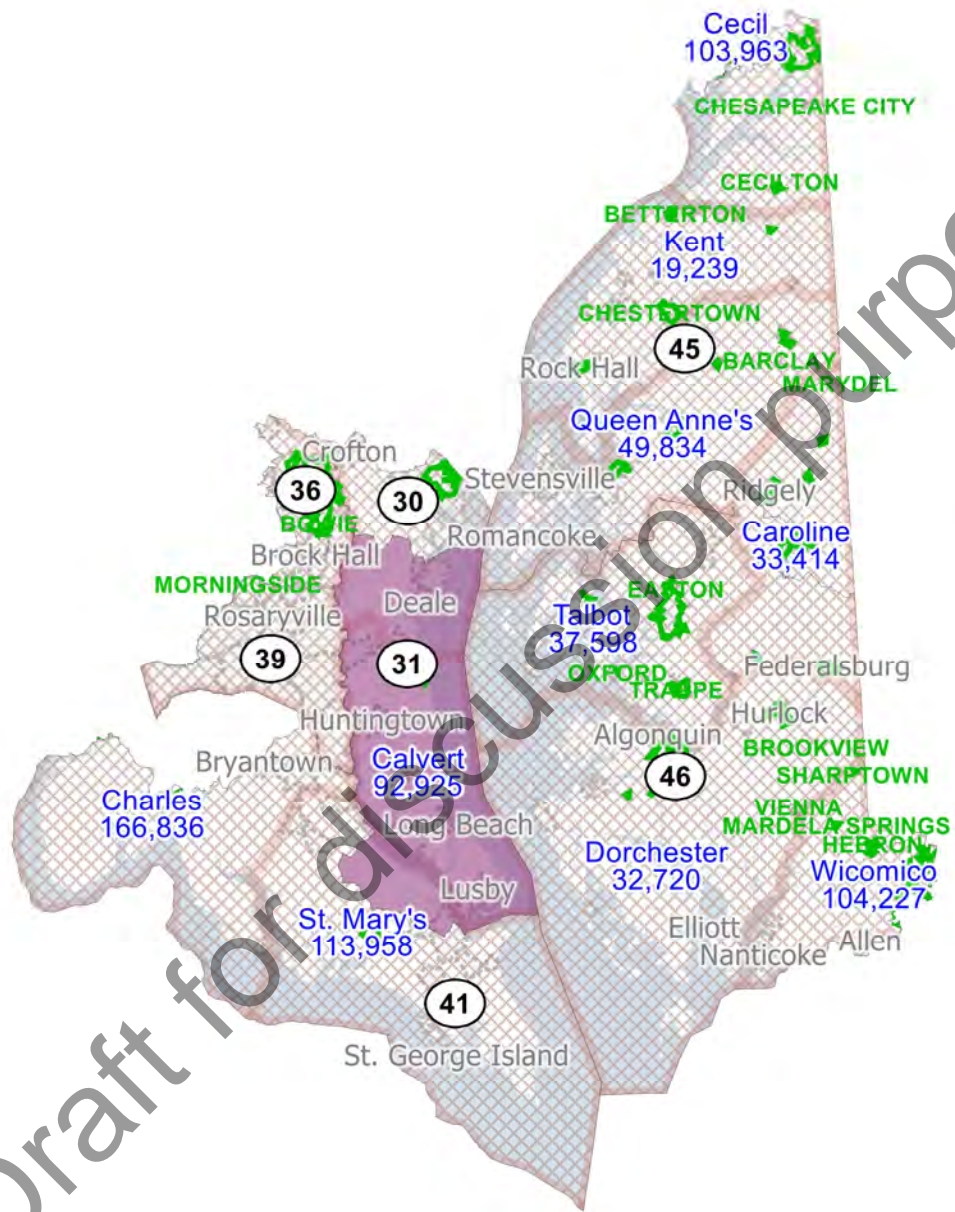 Cecil
103,963
CHESAPEAKE CITY
CECILTON
BETTERTON
Kent
19,239
CHESTERTOWN
45
BARCLAY
Rock Hall
MARYDEL
Queen Anne's
49,834
Crofton
Stevensville
36
30
Ridgely
BOWIE
Romancoke
Caroline
33,414
Brock Hall
MORNINGSIDE
Deale
EASTON
Rosaryville
Talbot
37,598
39
31
OXFORD
Federalsburg
TRAPPE
Huntingtown
Hurlock
Algonquin
Bryantown
Calvert
92,925
BROOKVIEW
46
SHARPTOWN
Charles
166,836
VIENNA
Long Beach
MARDELA SPRINGS
HEBRON
Dorchester
32,720
Wicomico
104,227
Lusby
St. Mary's
113,958
Elliott
Nanticoke
Allen
41
St. George Island
Draft for discussion purpo